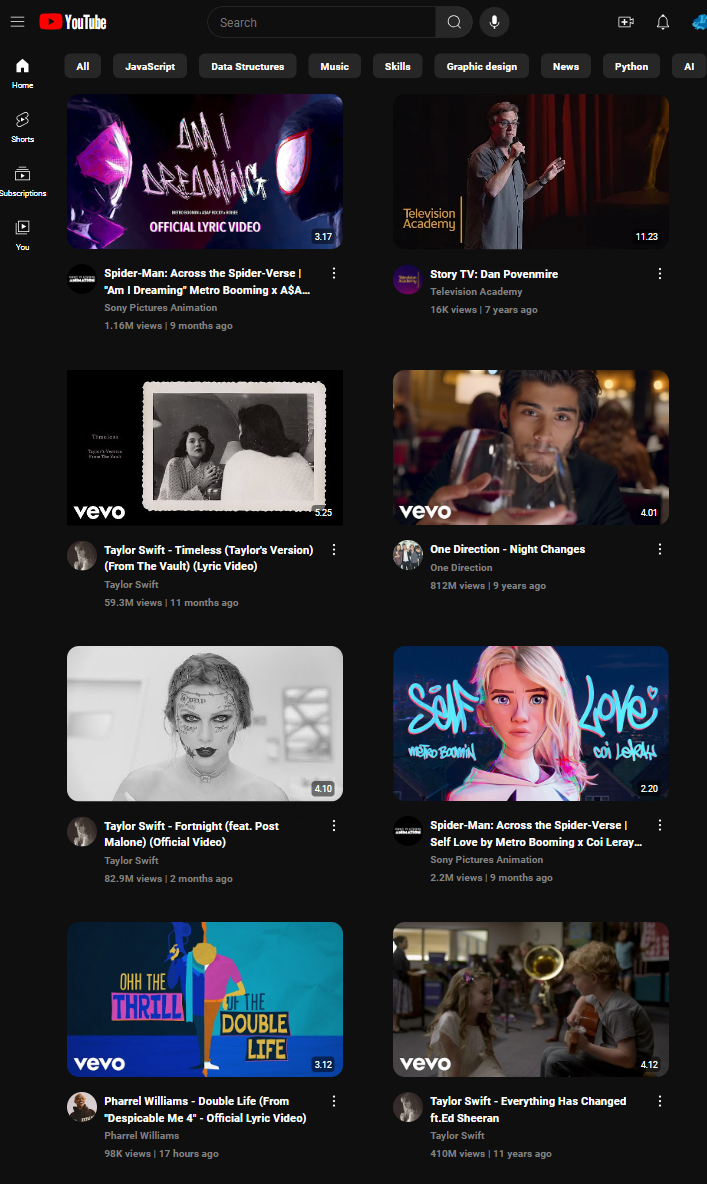 YouTube
Search
All
JavaScript
Data Structures
Music
Skills
Graphic design
News
Python
AI
Home
Shorts
Subscriptions
You
AM I
DREAMING
METRO BOOMIN x A$AP ROCKY x ROISEE
OFFICIAL LYRIC VIDEO
3.17
Spider-Man: Across the Spider-Verse |
"Am I Dreaming" Metro Booming x A$A...
Sony Pictures Animation
1.16M views | 9 months ago
Television
Academy
11.23
Story TV: Dan Povenmire
Television Academy
16K views | 7 years ago
Timeless
Taylor's Version
From The Vault
vevo
5.25
Taylor Swift - Timeless (Taylor's Version)
(From The Vault) (Lyric Video)
Taylor Swift
59.3M views | 11 months ago
vevo
4.01
One Direction - Night Changes
One Direction
812M views | 9 years ago
4.10
Taylor Swift - Fortnight (feat. Post
Malone) (Official Video)
Taylor Swift
82.9M views | 2 months ago
SELF LOVE
METRO BOOMIN
COI LERAY
2.20
Spider-Man: Across the Spider-Verse |
Self Love by Metro Booming x Coi Leray...
Sony Pictures Animation
2.2M views | 9 months ago
OHH THE
THRILL
OF THE
DOUBLE
LIFE
vevo
3.12
Pharrel Williams - Double Life (From
"Despicable Me 4" - Official Lyric Video)
Pharrel Williams
98K views | 17 hours ago
vevo
4.12
Taylor Swift - Everything Has Changed
ft.Ed Sheeran
Taylor Swift
410M views | 11 years ago